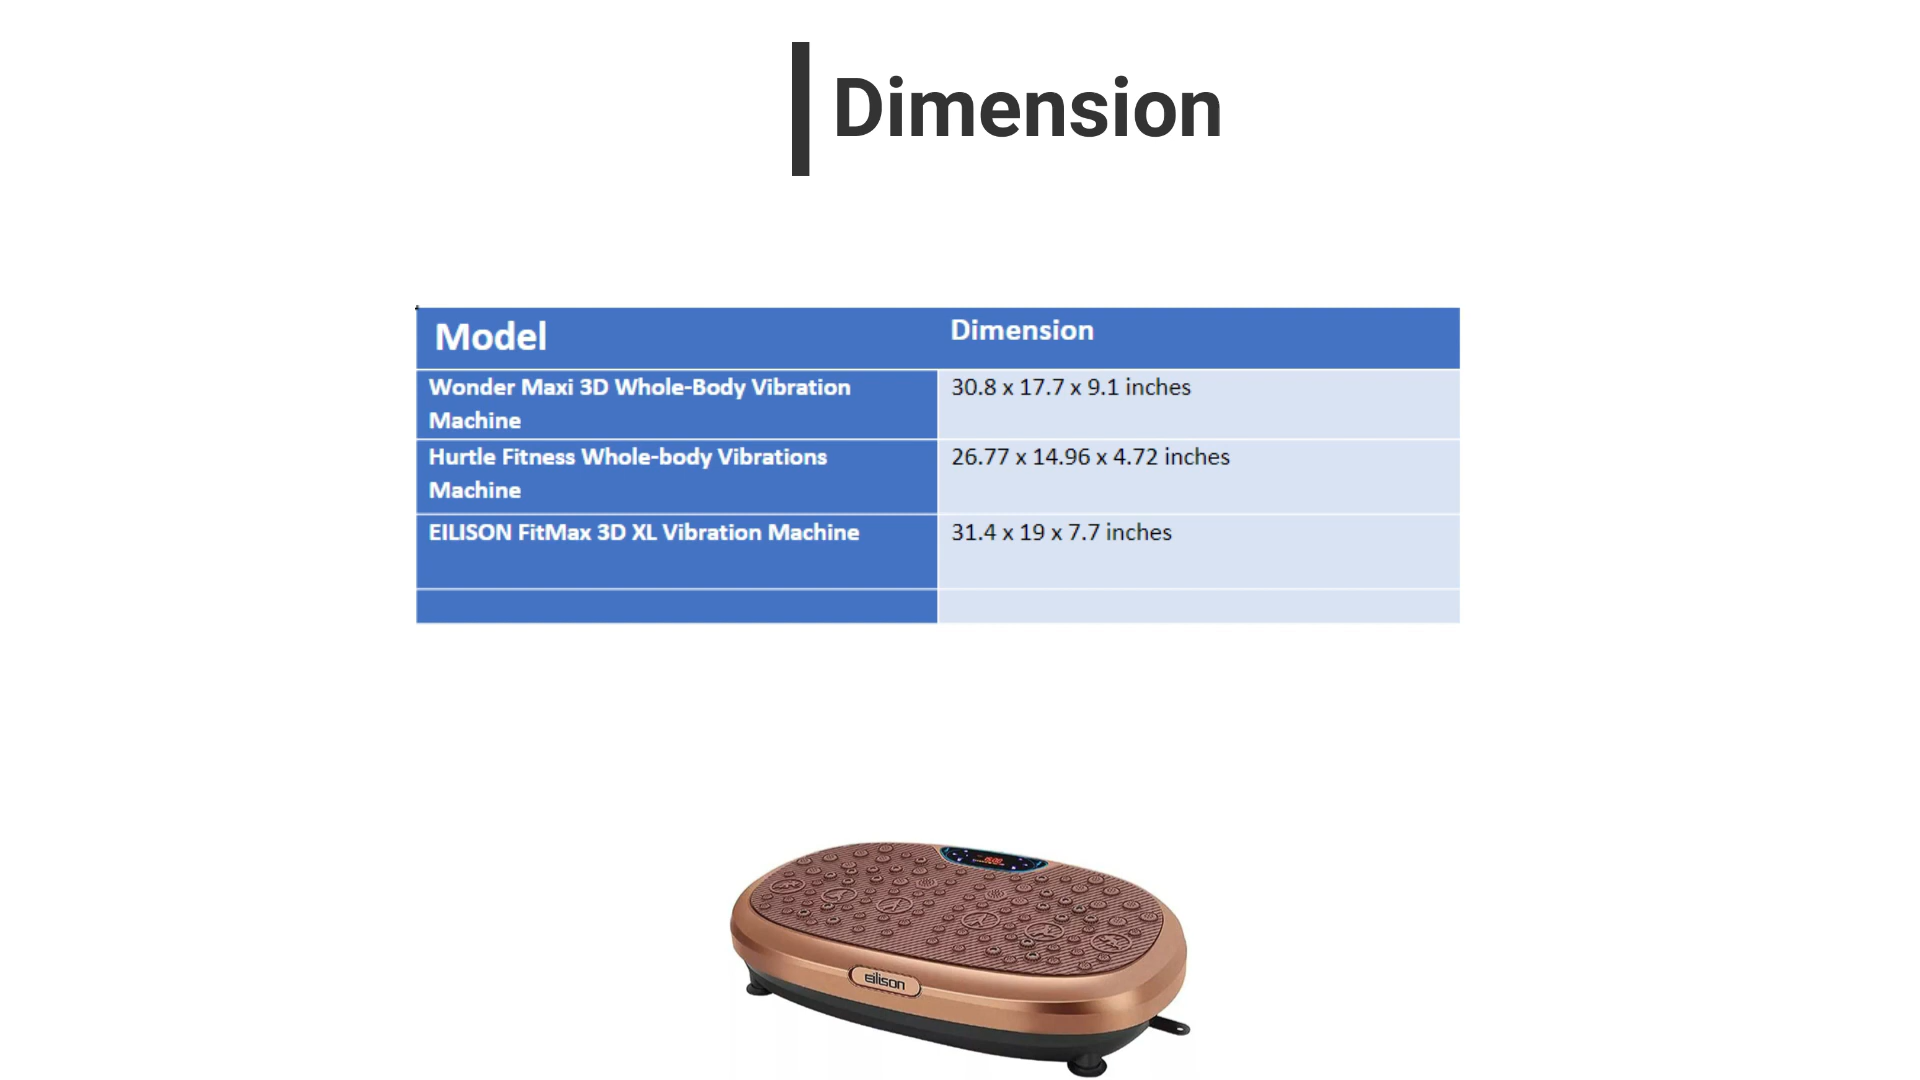 Dimension
Model
Dimension
Wonder Maxi 3D Whole-Body Vibration
Machine
30.8 x 17.7 x 9.1 inches
Hurtle Fitness Whole-body Vibrations
Machine
26.77 x 14.96 x 4.72 inches
EILISON FitMax 3D XL Vibration Machine
31.4 x 19 x 7.7 inches
eilison